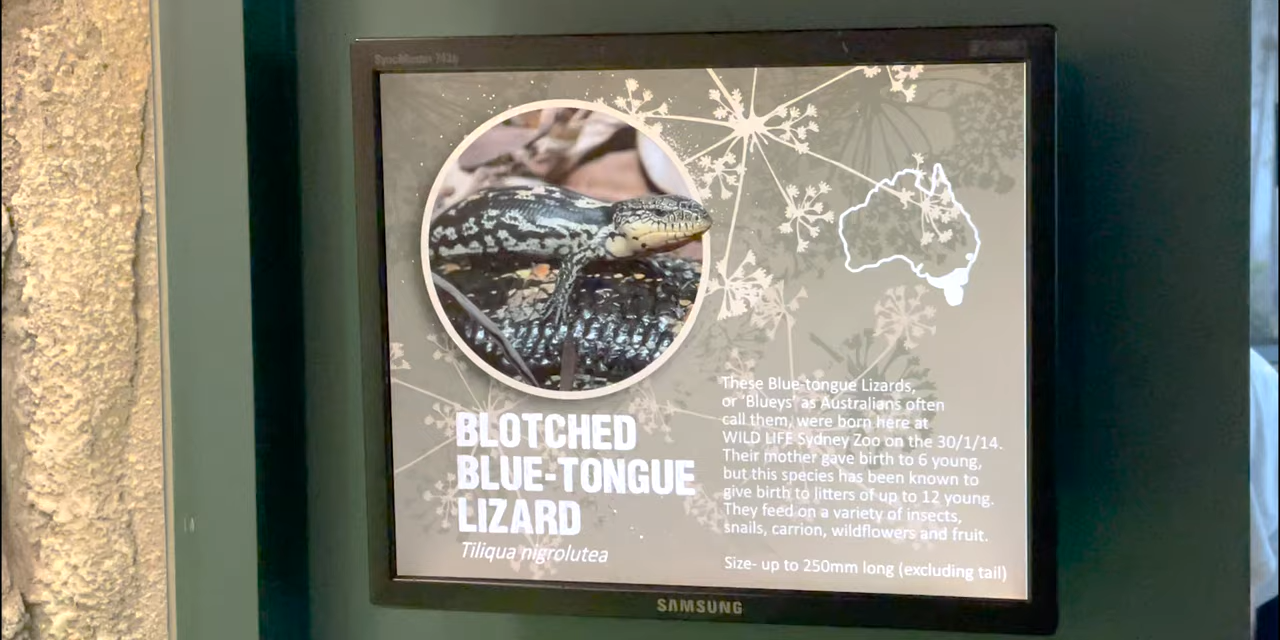 BLOTCHED
BLUE-TONGUE
LIZARD
Tiliqua nigrolutea
These Blue-tongue Lizards,
or 'Blueys' as Australians often
call them, were born here at
WILD LIFE Sydney Zoo on the 30/1/14.
Their mother gave birth to 6 young,
but this species has been known to
give birth to litters of up to 12 young.
They feed on a variety of insects,
snails, carrion, wildflowers and fruit.
Size- up to 250mm long (excluding tail)
SAMSUNG